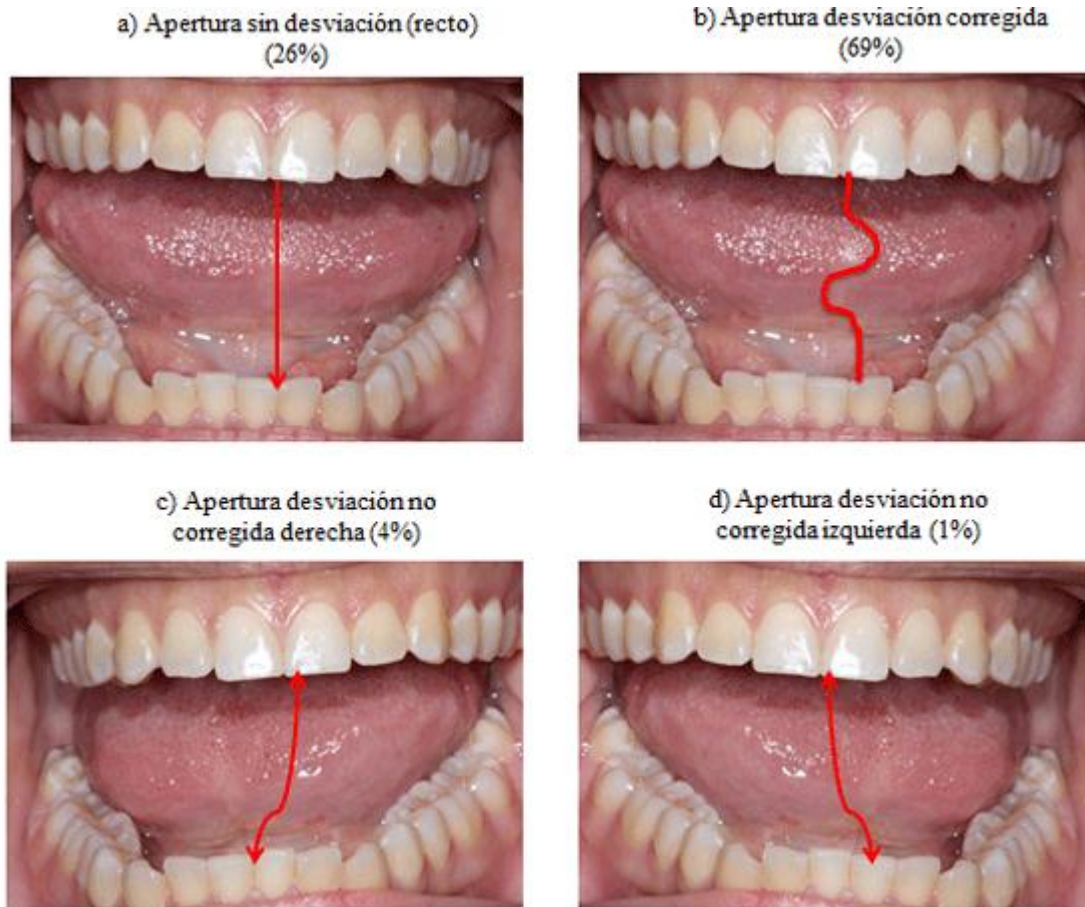 a) Apertura sin desviación (recto)
(26%)
b) Apertura desviación corregida
(69%)
c) Apertura desviación no
corregida derecha (4%)
d) Apertura desviación no
corregida izquierda (1%)